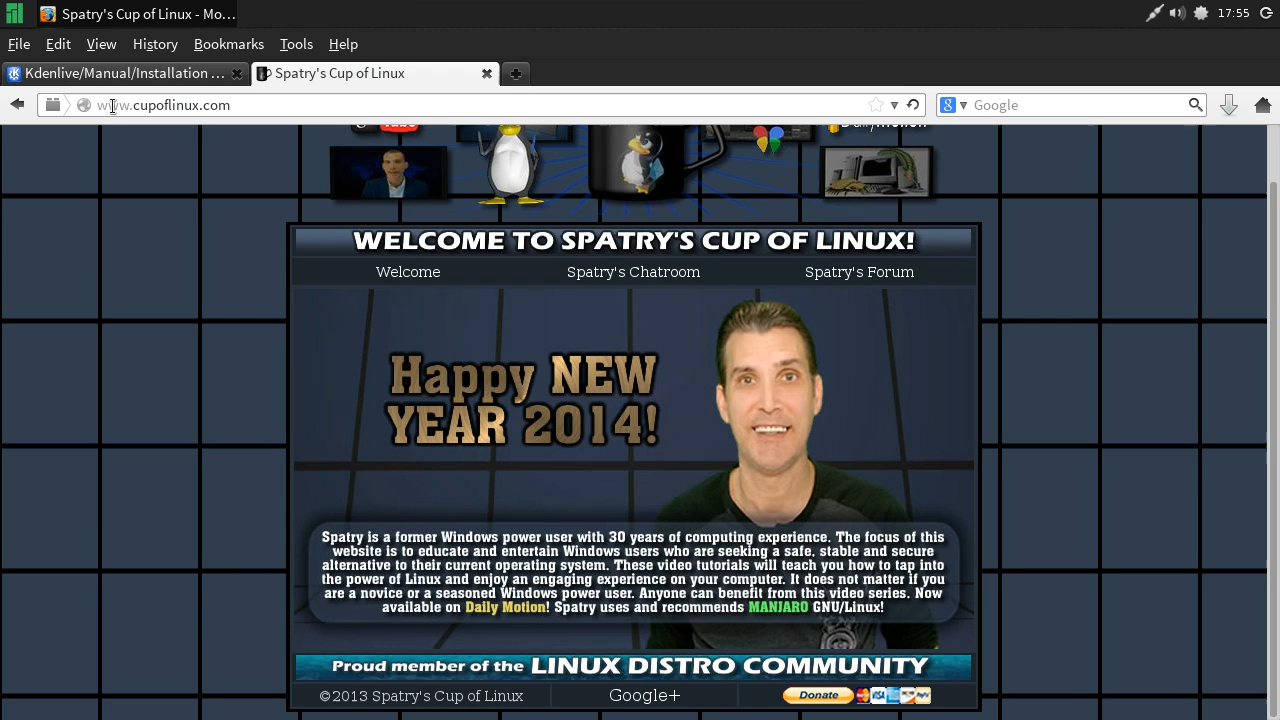 Spatry's Cup of Linux - Mo...
17:55
File Edit View History Bookmarks Tools Help
Kdenlive/Manual/Installation ...
Spatry's Cup of Linux
www.cupoflinux.com
Google
WELCOME TO SPATRY'S CUP OF LINUX!
Welcome Spatry's Chatroom Spatry's Forum
Happy NEW
YEAR 2014!
Spatry is a former Windows power user with 30 years of computing experience. The focus of this
website is to educate and entertain Windows users who are seeking a safe, stable and secure
alternative to their current operating system. These video tutorials will teach you how to tap into
the power of Linux and enjoy an engaging experience on your computer. It does not matter if you
are a novice or a seasoned Windows power user. Anyone can benefit from this video series. Now
available on Daily Motion! Spatry uses and recommends MANJARO GNU/Linux!
Proud member of the LINUX DISTRO COMMUNITY
©2013 Spatry's Cup of Linux Google+ Donate